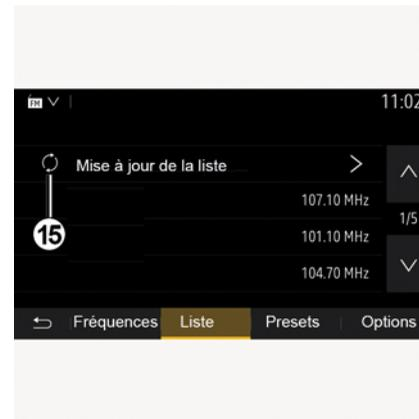 FM
11:02
Mise à jour de la liste
15
107.10 MHz
1/5
101.10 MHz
104.70 MHz
Fréquences Liste Presets Options